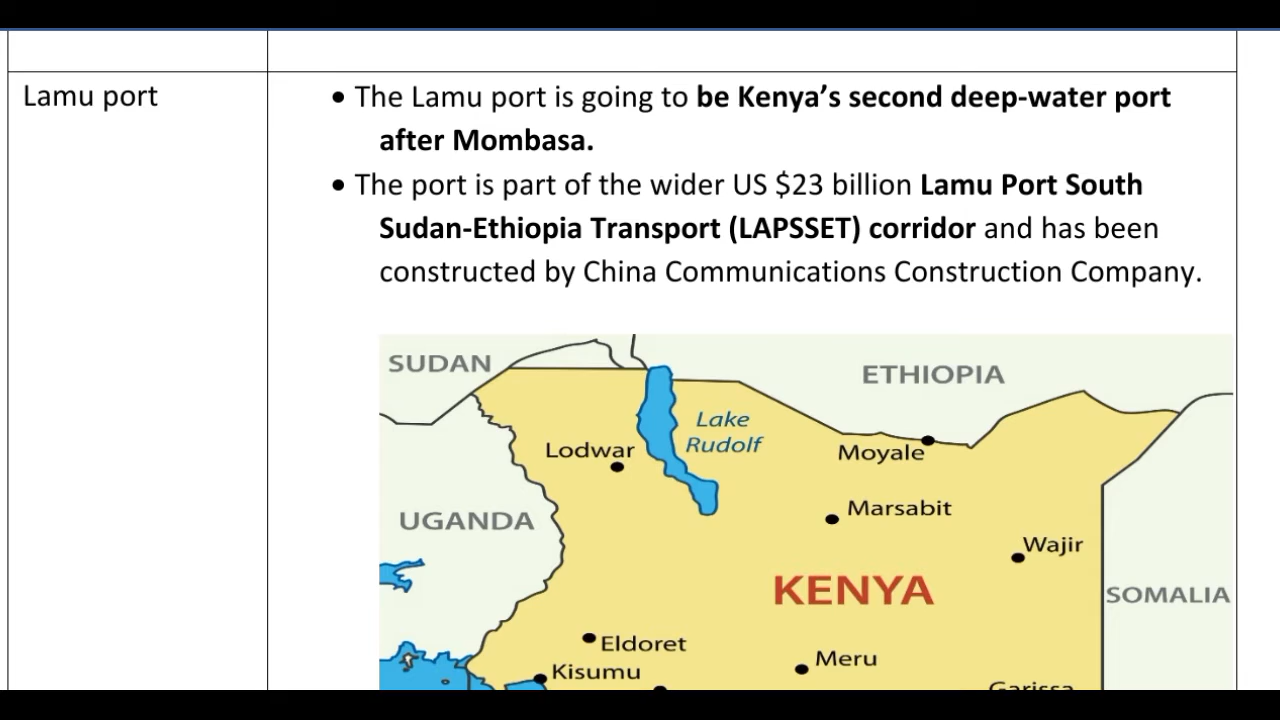 Lamu port
• The Lamu port is going to be Kenya’s second deep-water port
after Mombasa.
• The port is part of the wider US $23 billion Lamu Port South
Sudan-Ethiopia Transport (LAPSSET) corridor and has been
constructed by China Communications Construction Company.
SUDAN
ETHIOPIA
Lake
Rudolf
Lodwar
Moyale
Marsabit
UGANDA
Wajir
KENYA
SOMALIA
Eldoret
Meru
Kisumu
Garissa